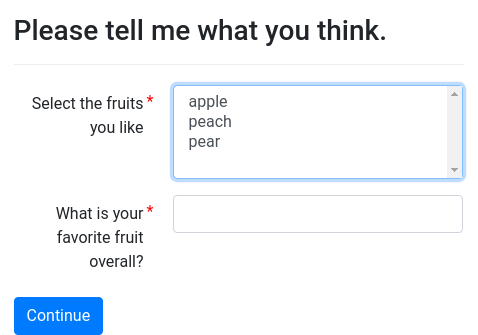 Please tell me what you think.
Select the fruits*
you like
apple
peach
pear
What is your*
favorite fruit
overall?
Continue